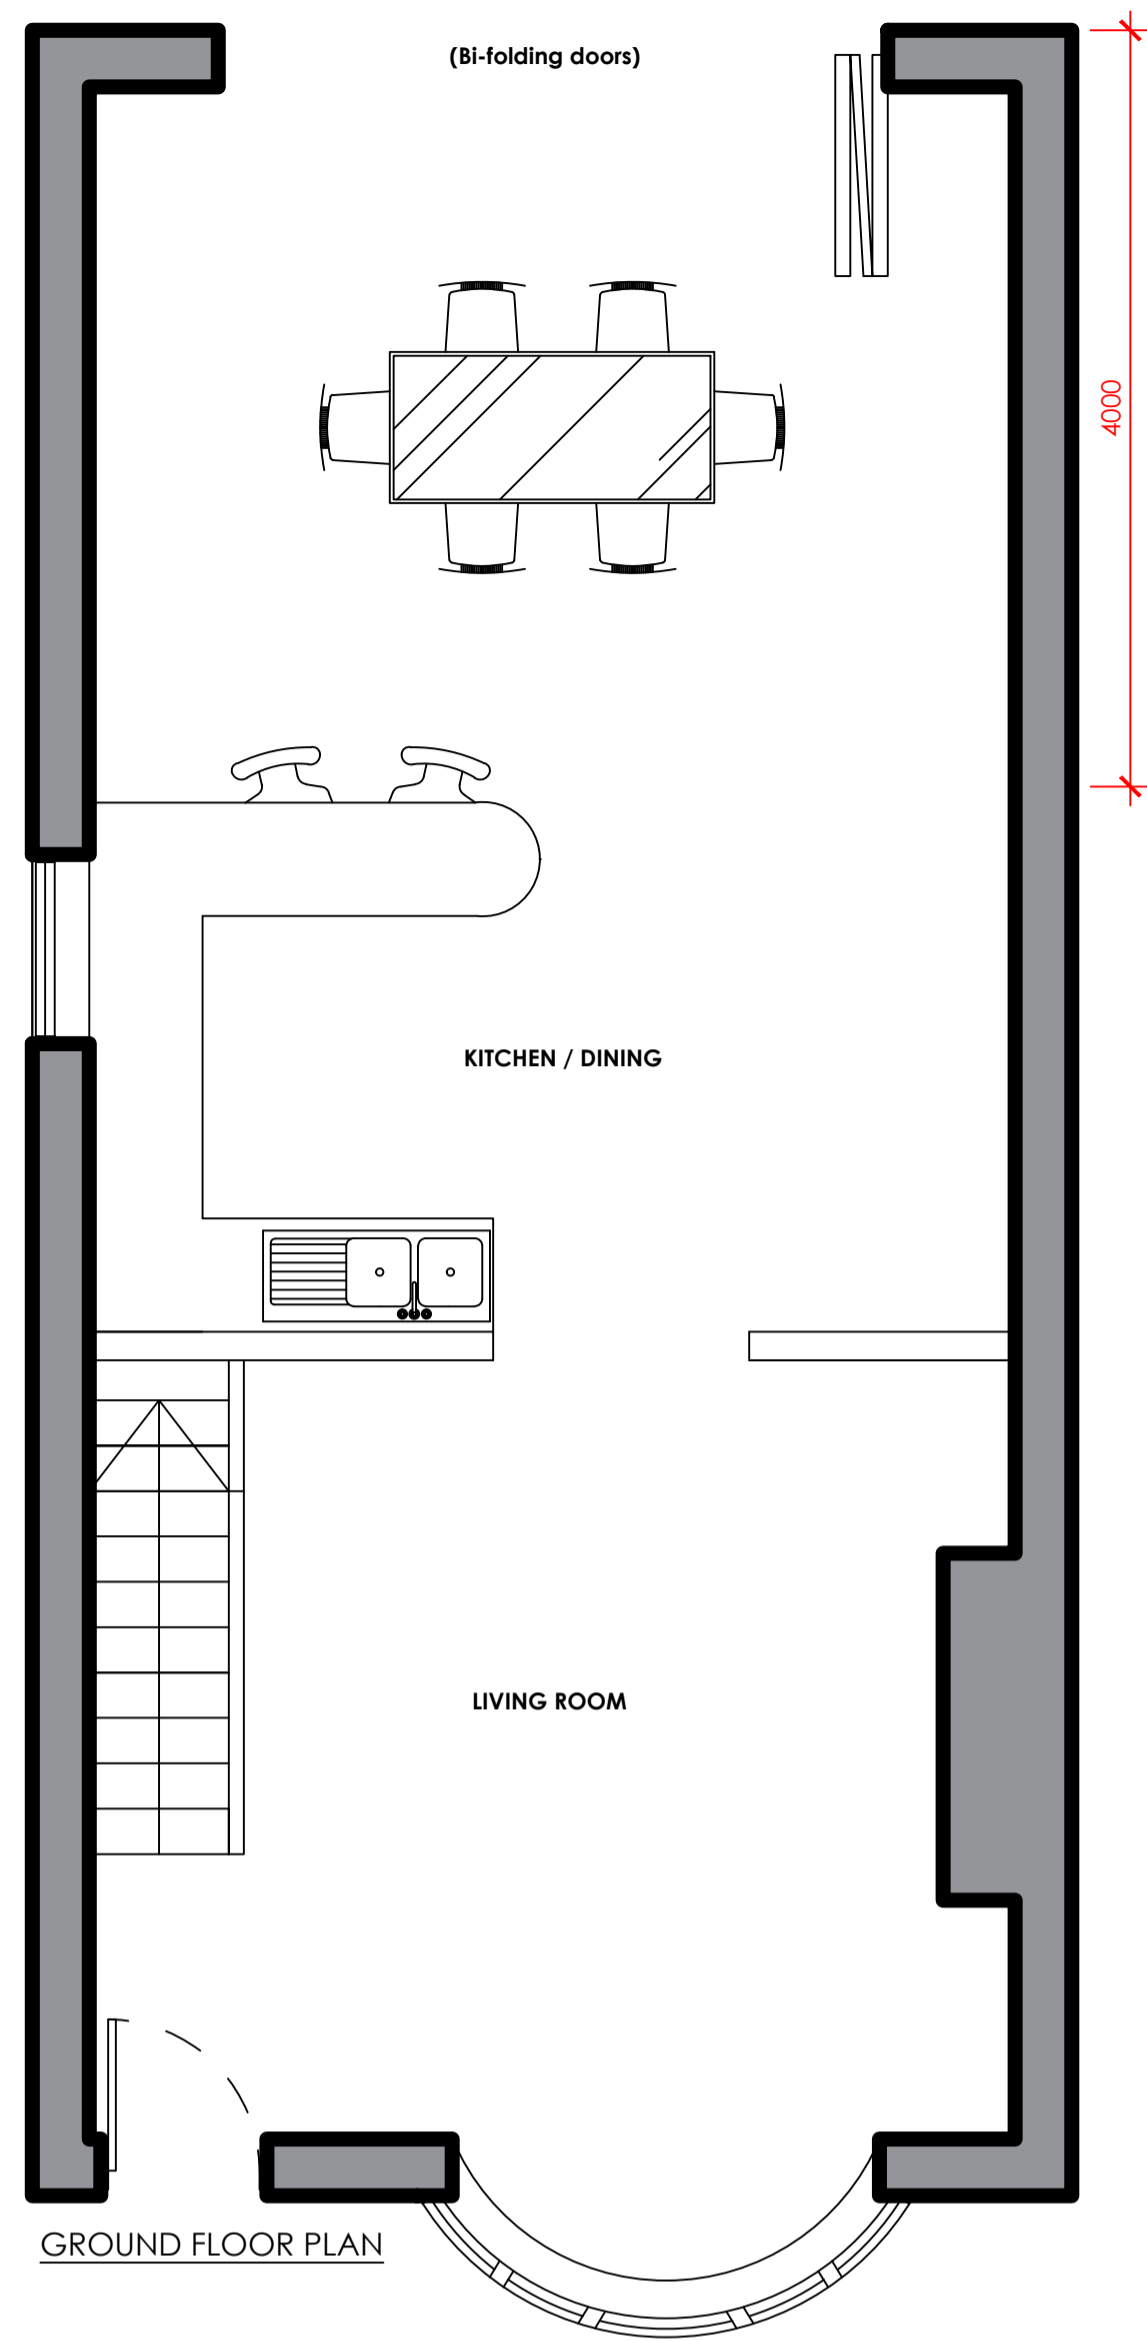 (Bi-folding doors)
4000
KITCHEN / DINING
LIVING ROOM
GROUND FLOOR PLAN